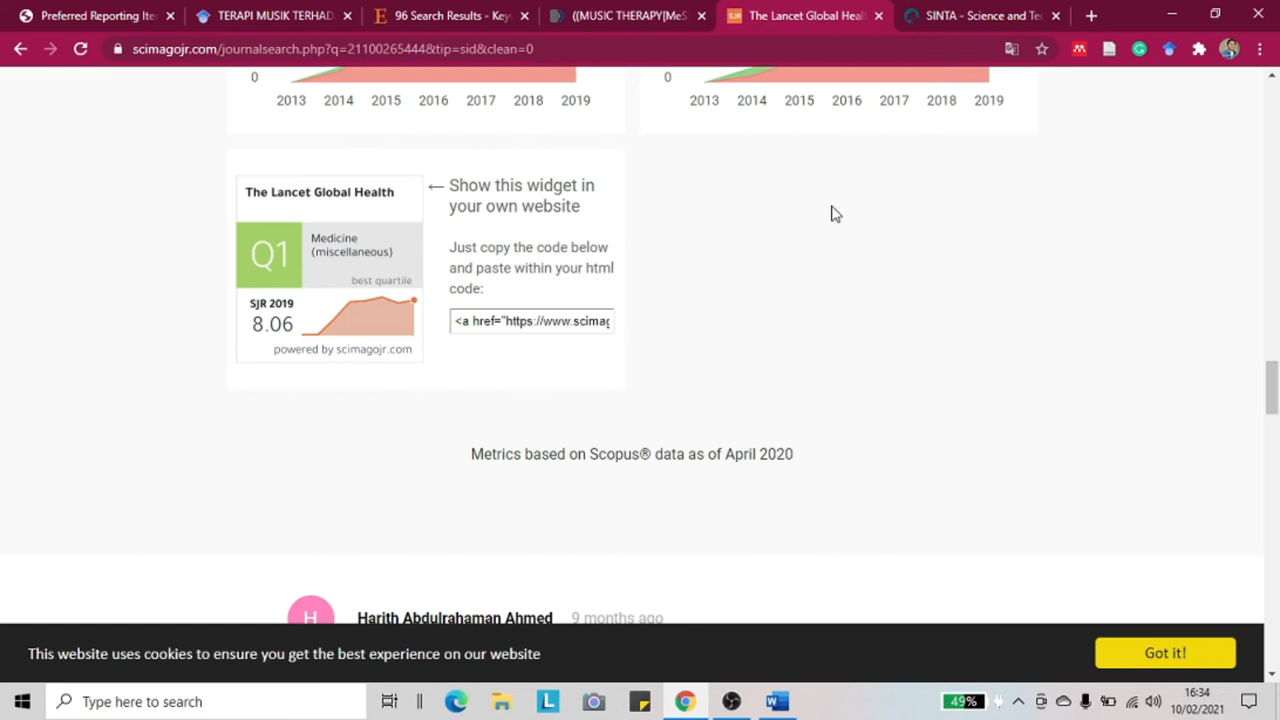 Preferred Reporting Ite
TERAPI MUSIK TERHAD
96 Search Results - Key
((MUSIC THERAPY[MeS
The Lancet Global Heal
SINTA - Science and Te
scimagojr.com/journalsearch.php?q=21100265444&tip=sid&clean=0
0
2013 2014 2015 2016 2017 2018 2019
0
2013 2014 2015 2016 2017 2018 2019
The Lancet Global Health
Q1
Medicine
(miscellaneous)
best quartile
SJR 2019
8.06
powered by scimagojr.com
← Show this widget in
your own website
Just copy the code below
and paste within your html
code:
<a href="https://www.scimag
Metrics based on Scopus® data as of April 2020
H
Harith Abdulrahaman Ahmed 9 months ago
This website uses cookies to ensure you get the best experience on our website
Got it!
Type here to search
49%
16:34
10/02/2021